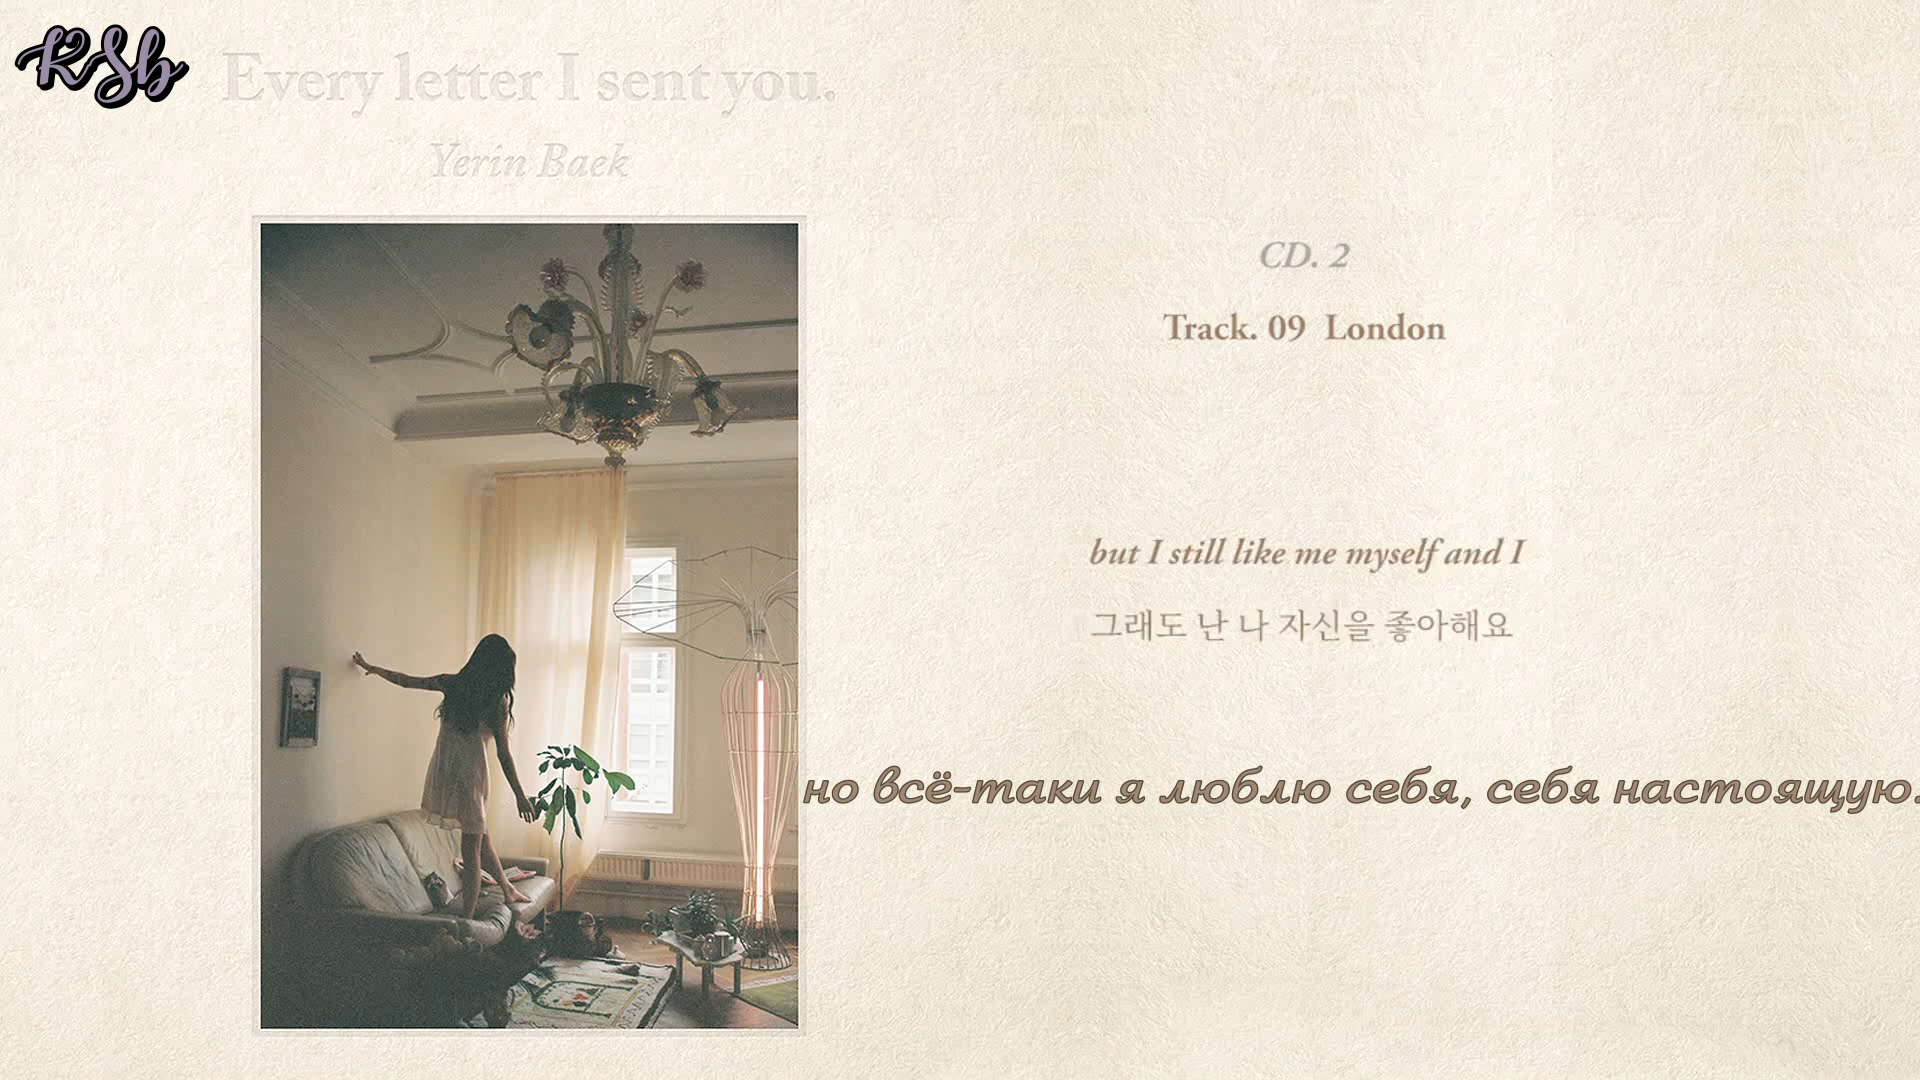 KSb
Every letter I sent you.
Yerin Baek
CD. 2
Track. 09 London
but I still like me myself and I
그래도 난 나 자신을 좋아해요
но всё-таки я люблю себя, себя настоящую.